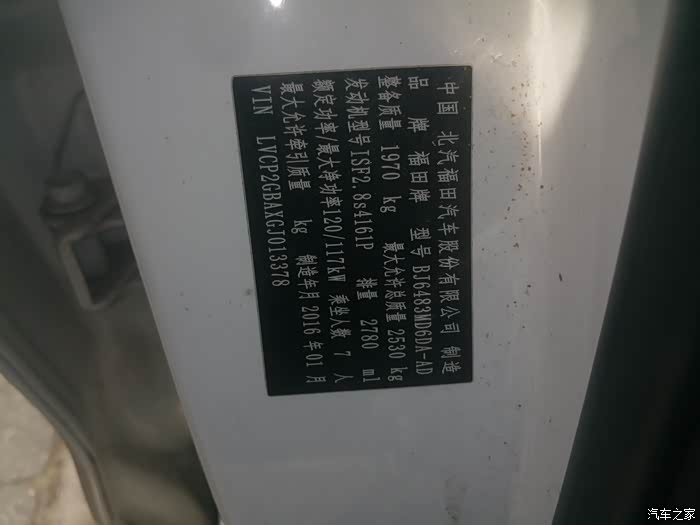 中国 北汽福田汽车股份有限公司 制造
品 牌 福田牌 型号 BJ6483MD6DA-AD
整备质量 1970 kg 最大允许总质量 2530 kg
发动机型号 ISF2.8s4161P 排量 2780 ml
额定功率/最大净功率120/117kW 乘坐人数 7 人
最大允许牵引质量 kg 制造年月 2016 年 01 月
VIN LVCP2GBAXGJ013378
汽车之家